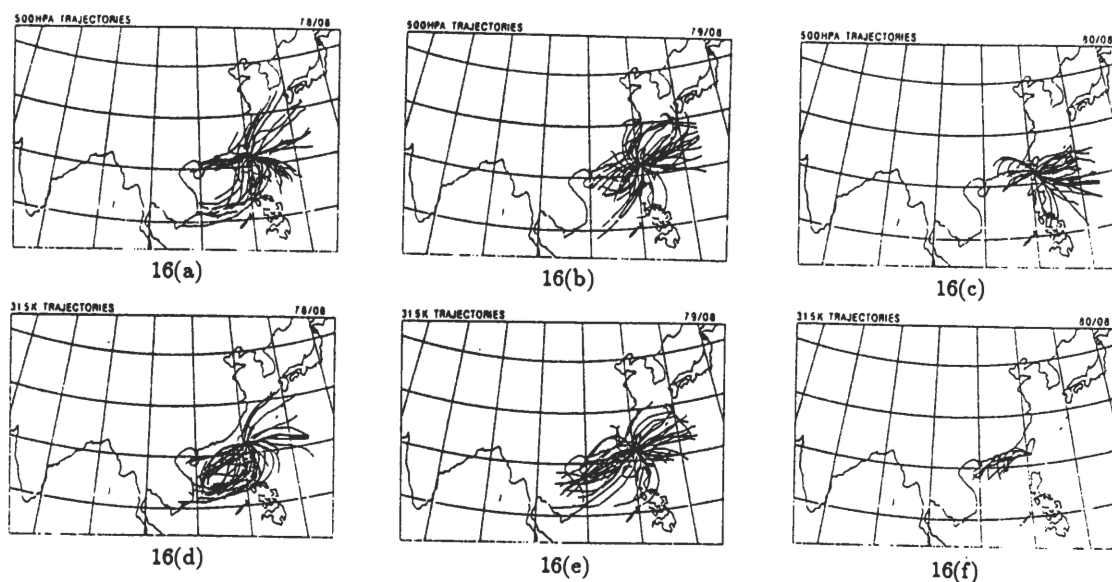 500HPA TRAJECTORIES 78/08
500HPA TRAJECTORIES 79/08
500HPA TRAJECTORIES 80/08
16(a)
16(b)
16(c)
315K TRAJECTORIES 78/08
315K TRAJECTORIES 79/08
315K TRAJECTORIES 80/08
16(d)
16(e)
16(f)